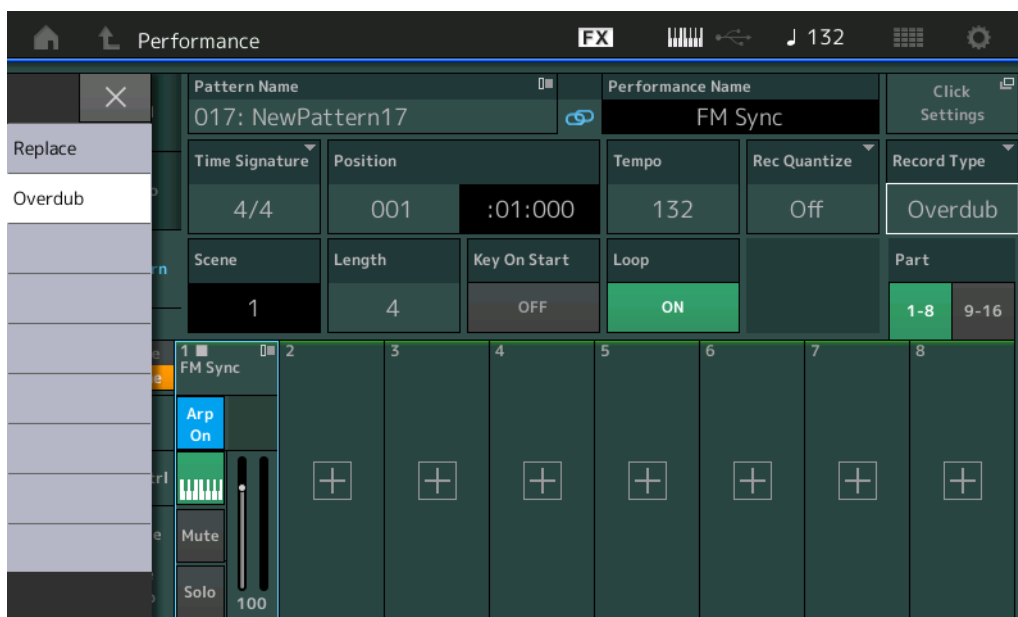 Performance
FX
132
Replace
Overdub
Pattern Name
017: NewPattern17
Performance Name
FM Sync
Click
Settings
Time Signature
4/4
Position
001
:01:000
Tempo
132
Rec Quantize
Off
Record Type
Overdub
Scene
1
Length
4
Key On Start
OFF
Loop
ON
Part
1-8
9-16
rn
e
e
rl
e
1
FM Sync
2
3
4
5
6
7
8
Arp
On
Mute
Solo
100